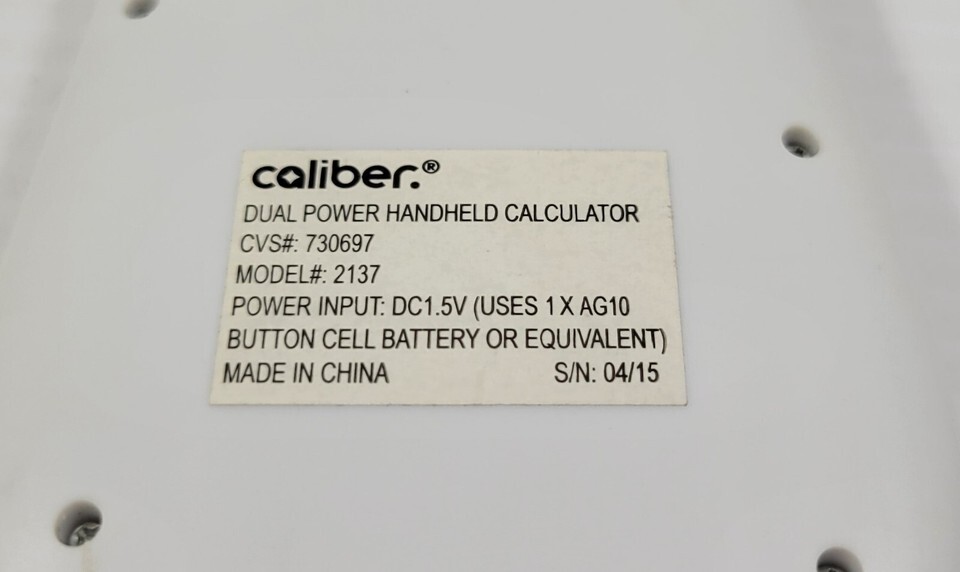 caliber.®
DUAL POWER HANDHELD CALCULATOR
CVS#: 730697
MODEL#: 2137
POWER INPUT: DC1.5V (USES 1 X AG10
BUTTON CELL BATTERY OR EQUIVALENT)
MADE IN CHINA S/N: 04/15